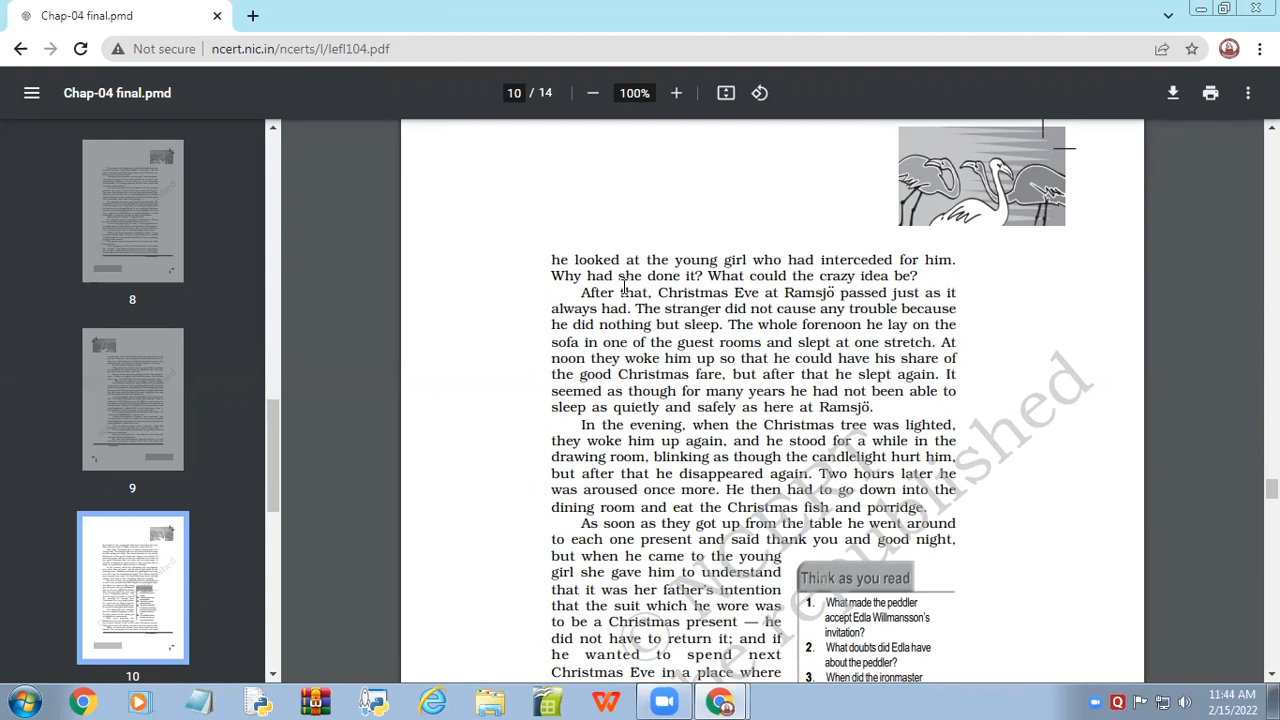 Chap-04 final.pmd
Not secure
ncert.nic.in/ncerts/l/lefl104.pdf
Chap-04 final.pmd
10 / 14
100%
8
9
10
he looked at the young girl who had interceded for him.
Why had she done it? What could the crazy idea be?
After that, Christmas Eve at Ramsjö passed just as it
always had. The stranger did not cause any trouble because
he did nothing but sleep. The whole forenoon he lay on the
sofa in one of the guest rooms and slept at one stretch. At
noon they woke him up so that he could have his share of
the good Christmas fare, but after that he slept again. It
seemed as though for many years he had not been able to
sleep as quietly and safely as here at Ramsjö.
In the evening, when the Christmas tree was lighted,
they woke him up again, and he stood for a while in the
drawing room, blinking as though the candlelight hurt him,
but after that he disappeared again. Two hours later he
was aroused once more. He then had to go down into the
dining room and eat the Christmas fish and porridge.
As soon as they got up from the table he went around
to each one present and said thank you and good night,
but when he came to the young
girl she gave him to understand
that it was her father's intention
that the suit which he wore was
to be a Christmas present — he
did not have to return it; and if
he wanted to spend next
Christmas Eve in a place where
Think as you read
1. What made the peddler
accept Edla Willmansson's
invitation?
2. What doubts did Edla have
about the peddler?
3. When did the ironmaster
© NCERT
be republished
11:44 AM
2/15/2022